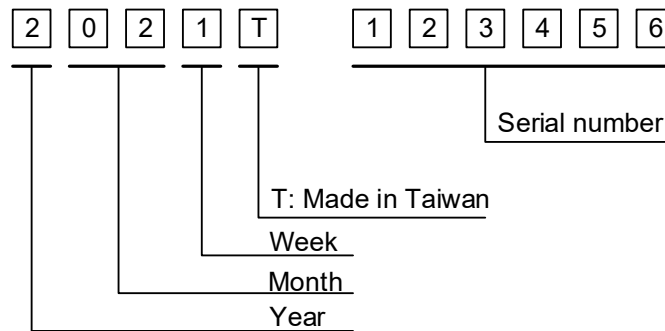 2 0 2 1 T 1 2 3 4 5 6
Serial number
T: Made in Taiwan
Week
Month
Year